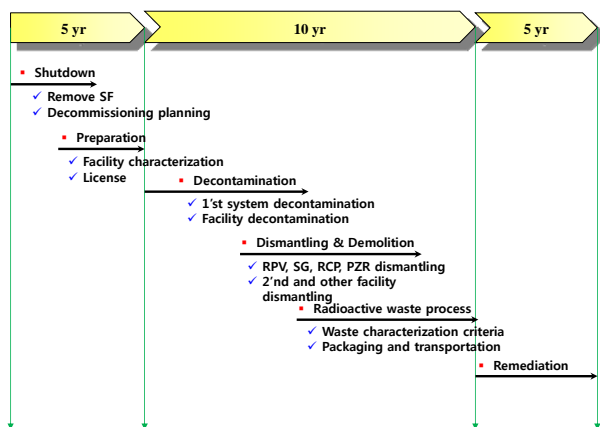 5 yr
10 yr
5 yr
▪ Shutdown
✓ Remove SF
✓ Decommissioning planning
▪ Preparation
✓ Facility characterization
✓ License
▪ Decontamination
✓ 1'st system decontamination
✓ Facility decontamination
▪ Dismantling & Demolition
✓ RPV, SG, RCP, PZR dismantling
✓ 2'nd and other facility
dismantling
▪ Radioactive waste process
✓ Waste characterization criteria
✓ Packaging and transportation
▪ Remediation